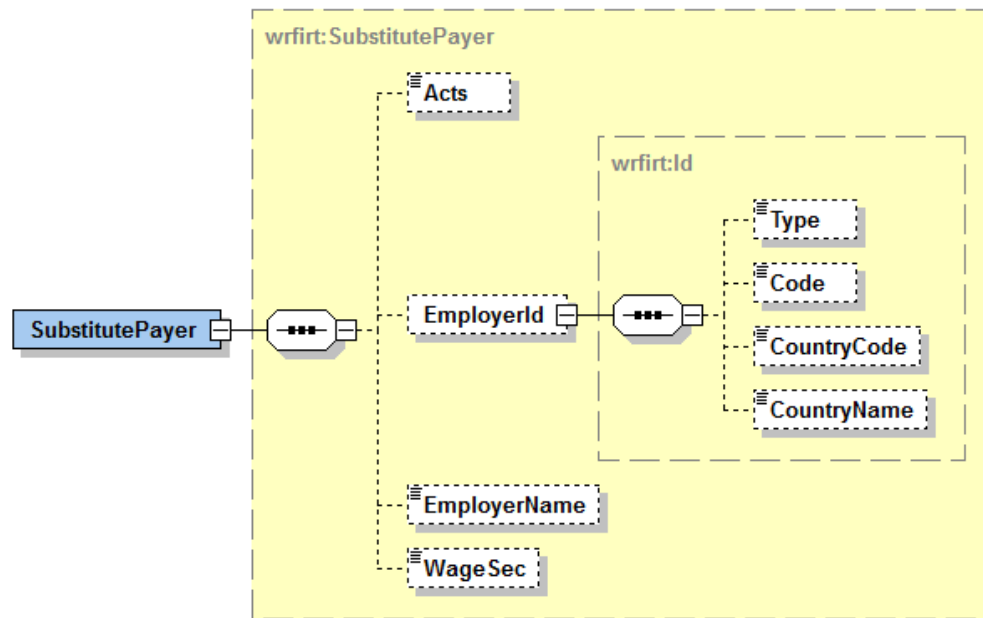 wrfirt:SubstitutePayer
Acts
wrfirt:Id
Type
Code
SubstitutePayer
EmployerId
CountryCode
CountryName
EmployerName
WageSec